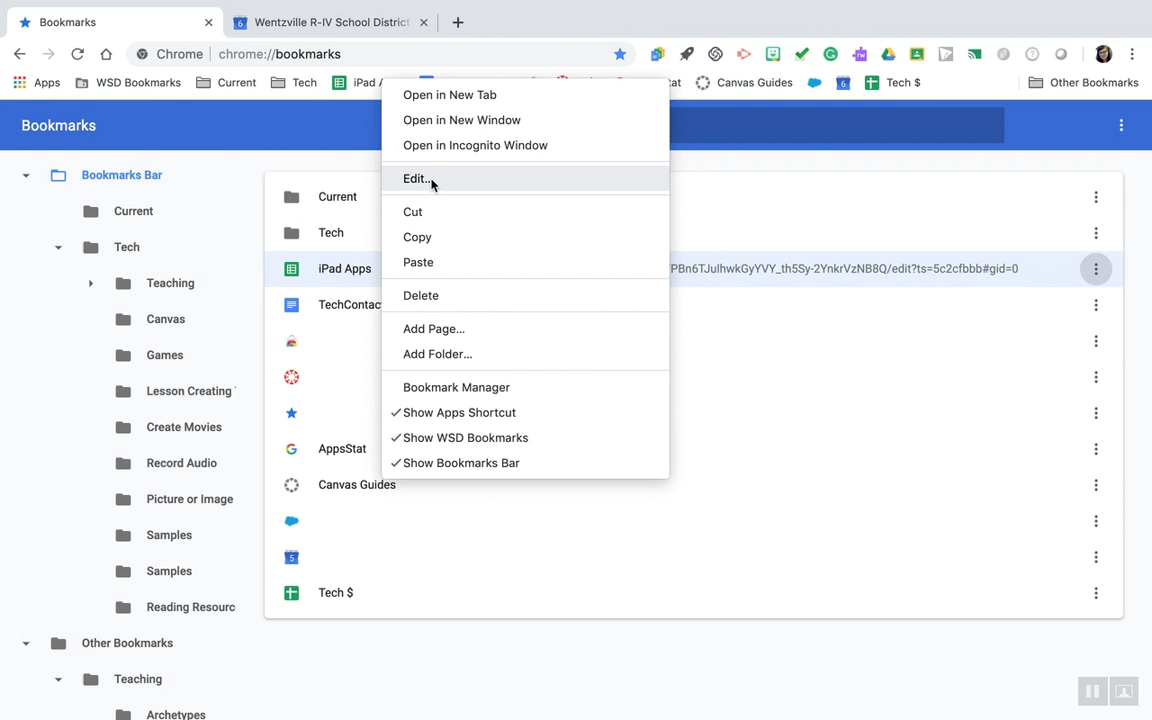 Bookmarks
6 Wentzville R-IV School District
Chrome chrome://bookmarks
Apps WSD Bookmarks Current Tech iPad A at Canvas Guides 6 Tech $ Other Bookmarks
Bookmarks
Open in New Tab
Open in New Window
Open in Incognito Window
Edit...
Cut
Copy
Paste
Delete
Add Page...
Add Folder...
Bookmark Manager
Show Apps Shortcut
Show WSD Bookmarks
Show Bookmarks Bar
Bookmarks Bar
Current
Tech
Teaching
Canvas
Games
Lesson Creating
Create Movies
Record Audio
Picture or Image
Samples
Samples
Reading Resourc
Other Bookmarks
Teaching
Archetypes
Current
Tech
iPad Apps PBn6TJulhwkGyYVY_th5Sy-2YnkrVzNB8Q/edit?ts=5c2cfbbb#gid=0
TechContac
AppsStat
Canvas Guides
5
Tech $